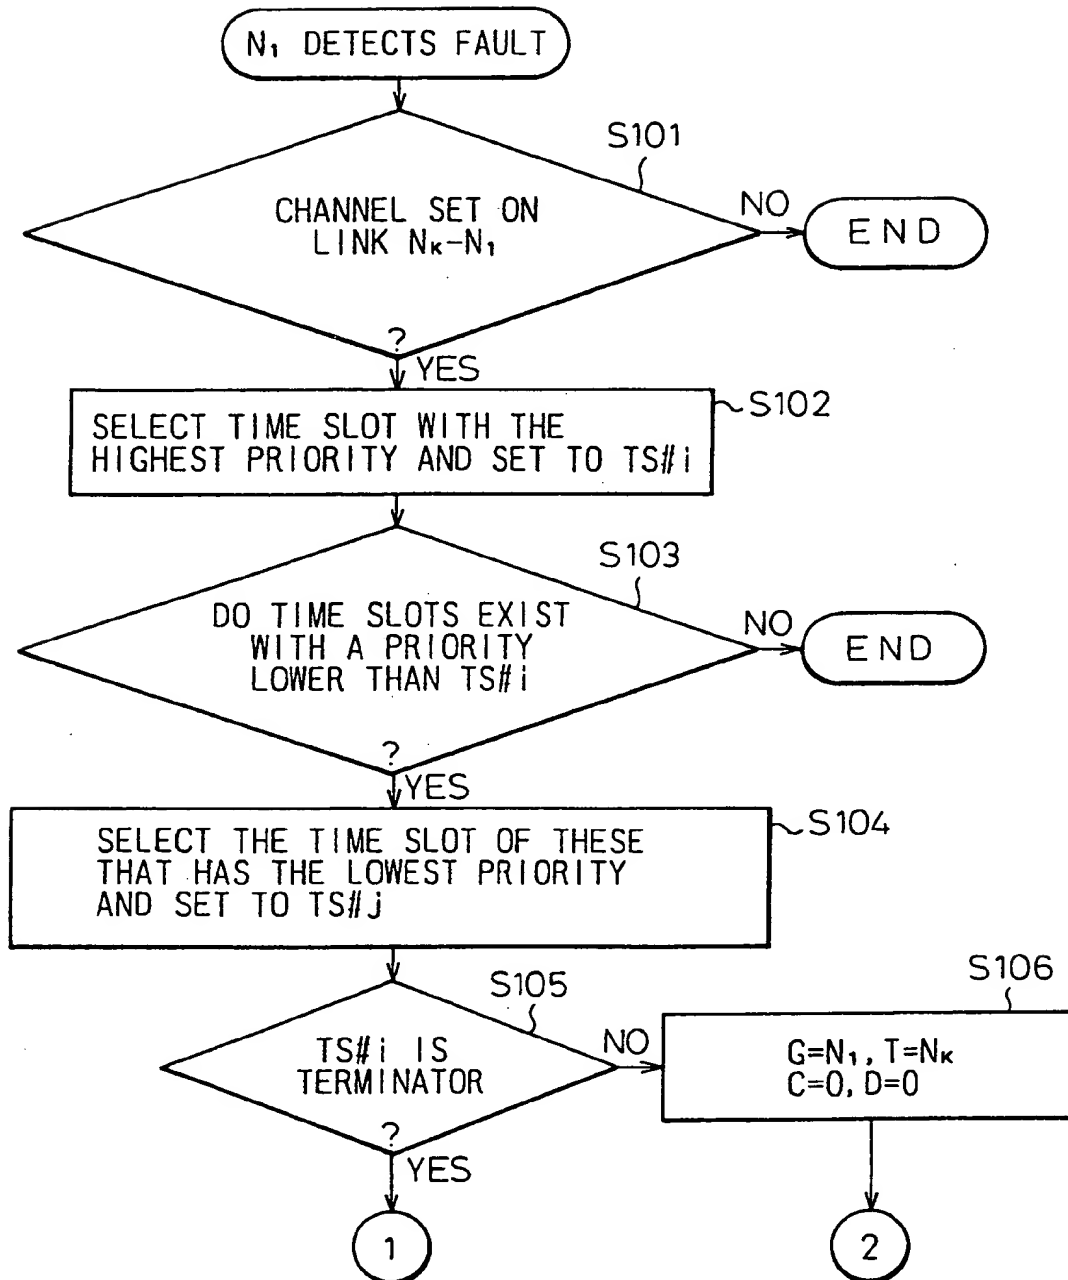 N₁ DETECTS FAULT
S101
CHANNEL SET ON
LINK Nᴋ-N₁
?
NO
END
YES
S102
SELECT TIME SLOT WITH THE
HIGHEST PRIORITY AND SET TO TS#i
S103
DO TIME SLOTS EXIST
WITH A PRIORITY
LOWER THAN TS#i
?
NO
END
YES
S104
SELECT THE TIME SLOT OF THESE
THAT HAS THE LOWEST PRIORITY
AND SET TO TS#j
S105
TS#i IS
TERMINATOR
?
NO
S106
G=N₁, T=Nᴋ
C=0, D=0
YES
1
2